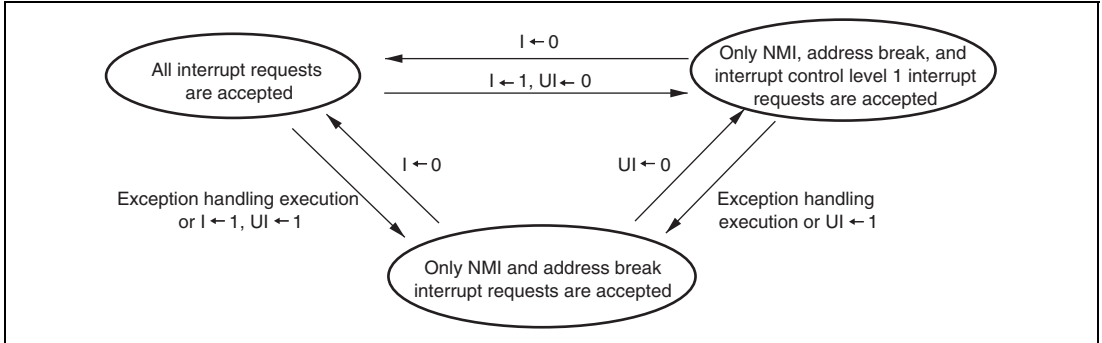 I ← 0
All interrupt requests
are accepted
I ← 1, UI ← 0
Only NMI, address break, and
interrupt control level 1 interrupt
requests are accepted
I ← 0
UI ← 0
Exception handling execution
or I ← 1, UI ← 1
Exception handling
execution or UI ← 1
Only NMI and address break
interrupt requests are accepted